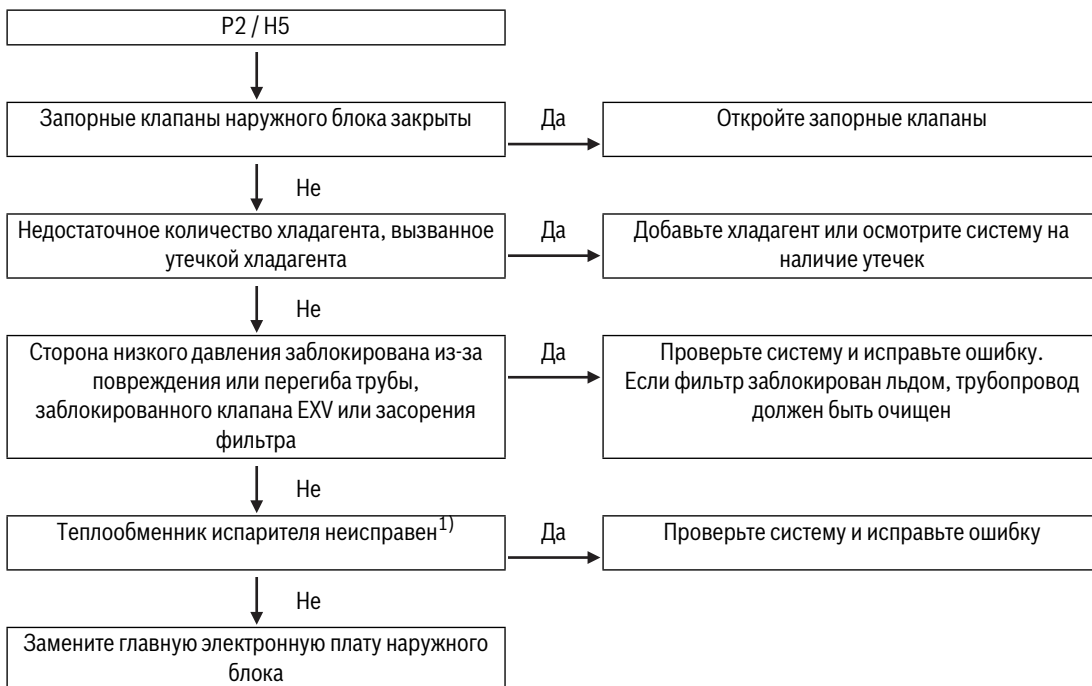 P2 / H5
Запорные клапаны наружного блока закрыты
Да
Откройте запорные клапаны
Не
Недостаточное количество хладагента, вызванное
утечкой хладагента
Да
Добавьте хладагент или осмотрите систему на
наличие утечек
Не
Сторона низкого давления заблокирована из-за
повреждения или перегиба трубы,
заблокированного клапана EXV или засорения
фильтра
Да
Проверьте систему и исправьте ошибку.
Если фильтр заблокирован льдом, трубопровод
должен быть очищен
Не
Теплообменник испарителя неисправен1)
Да
Проверьте систему и исправьте ошибку
Не
Замените главную электронную плату наружного
блока